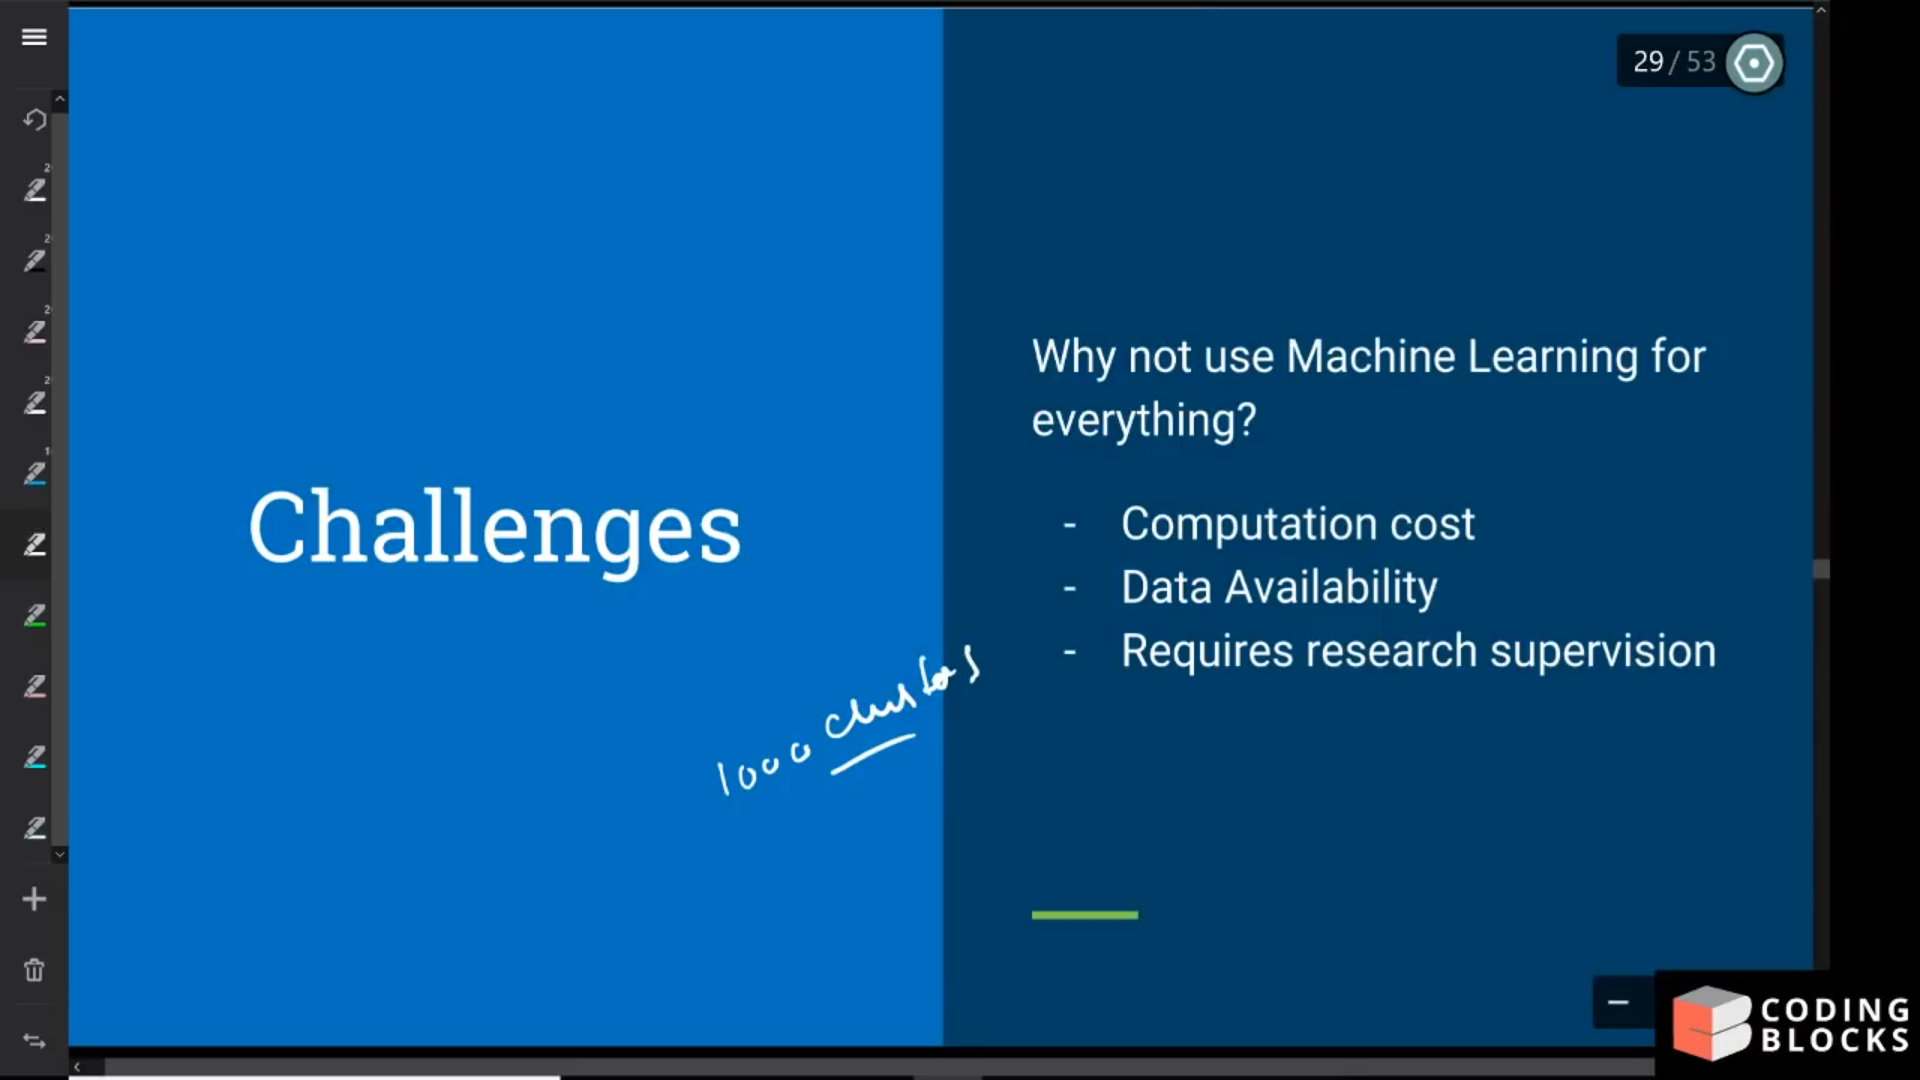 29 / 53
Why not use Machine Learning for
everything?
Challenges
- Computation cost
- Data Availability
- Requires research supervision
1000 clusters
CODING
BLOCKS